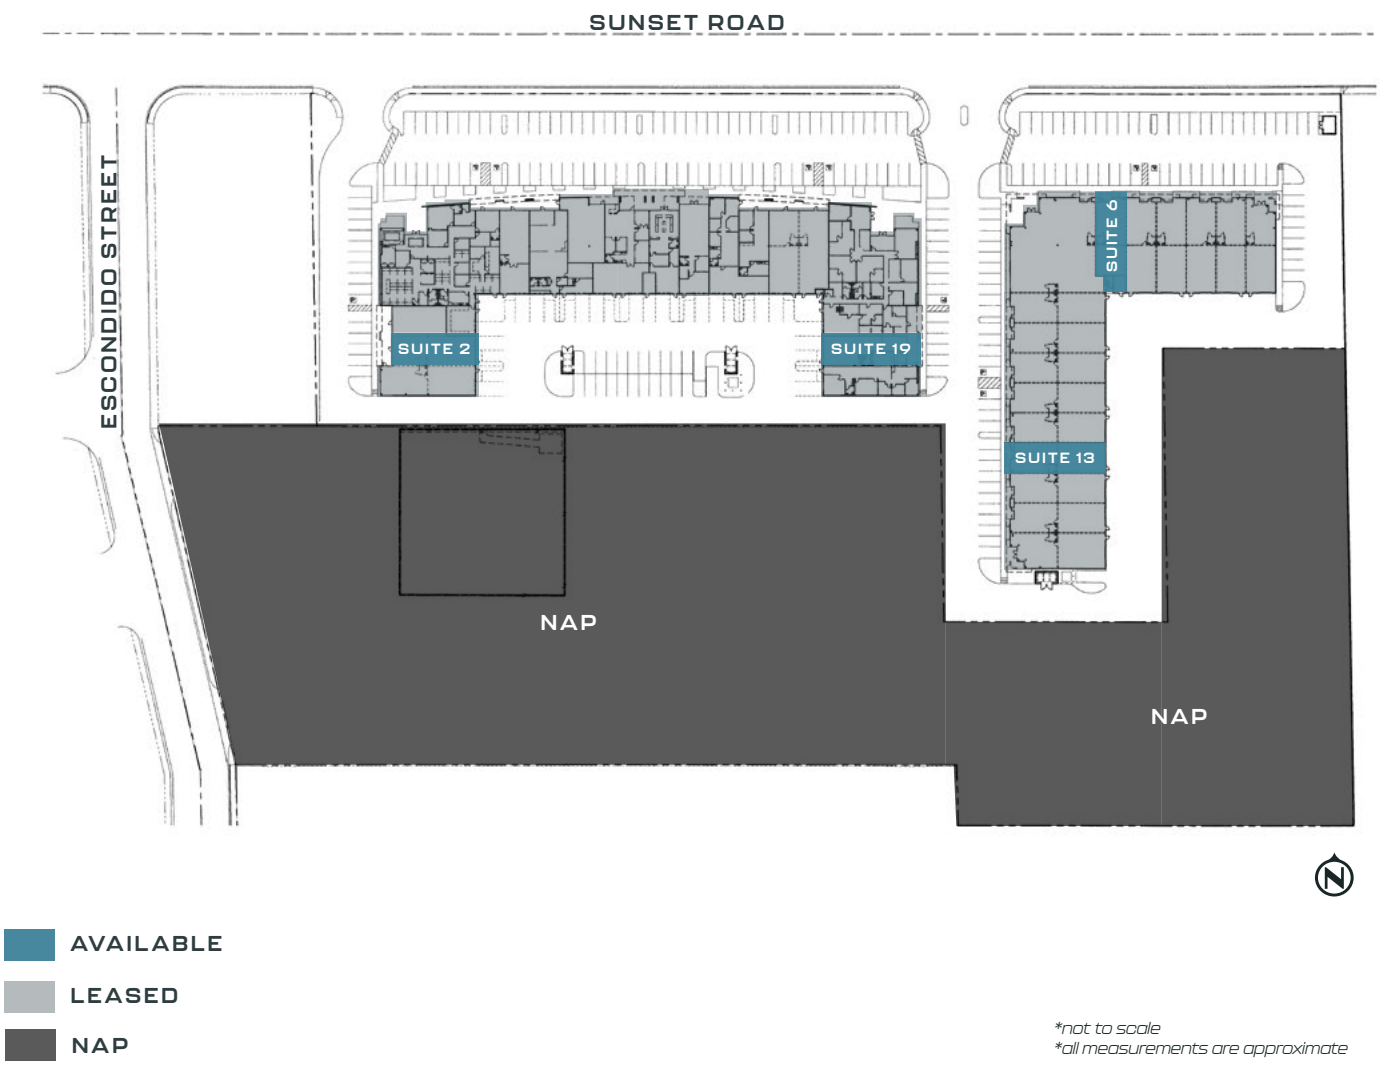 SUNSET ROAD
ESCONDIDO STREET
SUITE 6
SUITE 2
SUITE 19
SUITE 13
NAP
NAP
N
AVAILABLE
LEASED
NAP
*not to scale
*all measurements are approximate